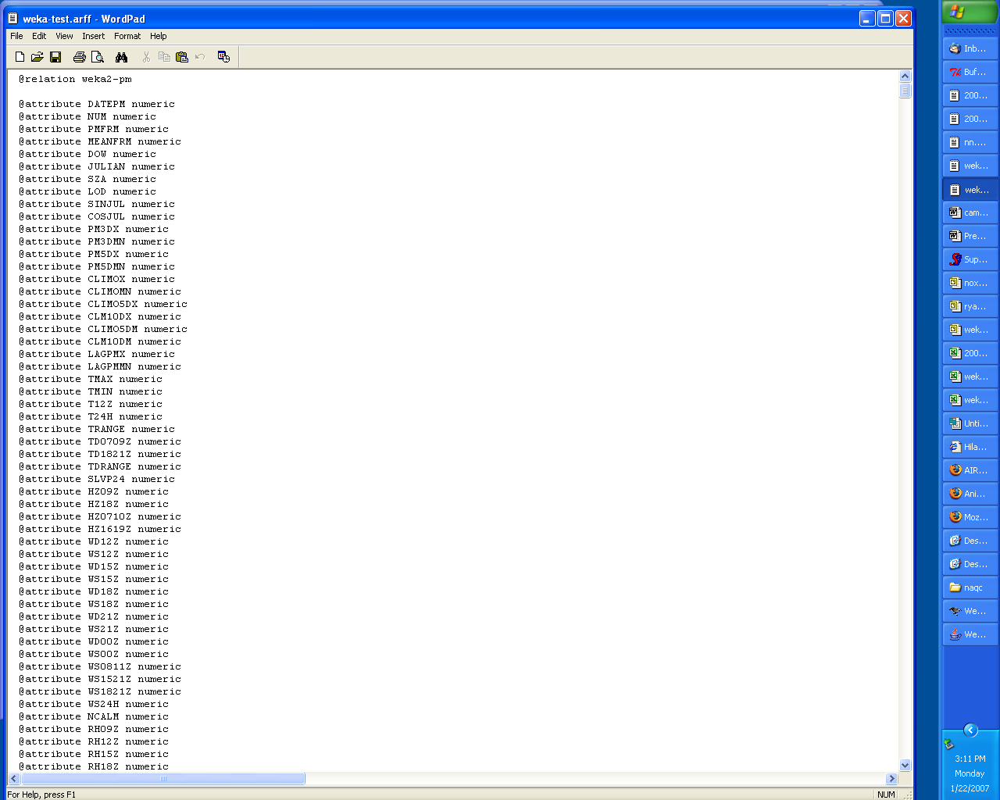 weka-test.arff - WordPad
File Edit View Insert Format Help
@relation weka2-pm
@attribute DATEPM numeric
@attribute NUM numeric
@attribute PMFRM numeric
@attribute MEANFRM numeric
@attribute DOW numeric
@attribute JULIAN numeric
@attribute SZA numeric
@attribute LOD numeric
@attribute SINJUL numeric
@attribute COSJUL numeric
@attribute PM3DX numeric
@attribute PM3DMN numeric
@attribute PM5DX numeric
@attribute PM5DMN numeric
@attribute CLIMOX numeric
@attribute CLIMOMN numeric
@attribute CLIMO5DX numeric
@attribute CLM10DX numeric
@attribute CLIMO5DM numeric
@attribute CLM10DM numeric
@attribute LAGPMX numeric
@attribute LAGPMMN numeric
@attribute TMAX numeric
@attribute TMIN numeric
@attribute T12Z numeric
@attribute T24H numeric
@attribute TRANGE numeric
@attribute TD0709Z numeric
@attribute TD1821Z numeric
@attribute TDRANGE numeric
@attribute SLVP24 numeric
@attribute HZ09Z numeric
@attribute HZ18Z numeric
@attribute HZ0710Z numeric
@attribute HZ1619Z numeric
@attribute WD12Z numeric
@attribute WS12Z numeric
@attribute WD15Z numeric
@attribute WS15Z numeric
@attribute WD18Z numeric
@attribute WS18Z numeric
@attribute WD21Z numeric
@attribute WS21Z numeric
@attribute WD00Z numeric
@attribute WS00Z numeric
@attribute WS0811Z numeric
@attribute WS1521Z numeric
@attribute WS1821Z numeric
@attribute WS24H numeric
@attribute NCALM numeric
@attribute RH09Z numeric
@attribute RH12Z numeric
@attribute RH15Z numeric
@attribute RH18Z numeric
For Help, press F1
NUM
Inb...
Buf...
200...
200...
nn....
wek...
wek...
cam...
Pre...
Sup...
nox...
rya...
wek...
200...
wek...
wek...
Unti...
Hila...
AIR...
Ani...
Moz...
Des...
Des...
naqc
We...
We...
3:11 PM
Monday
1/22/2007